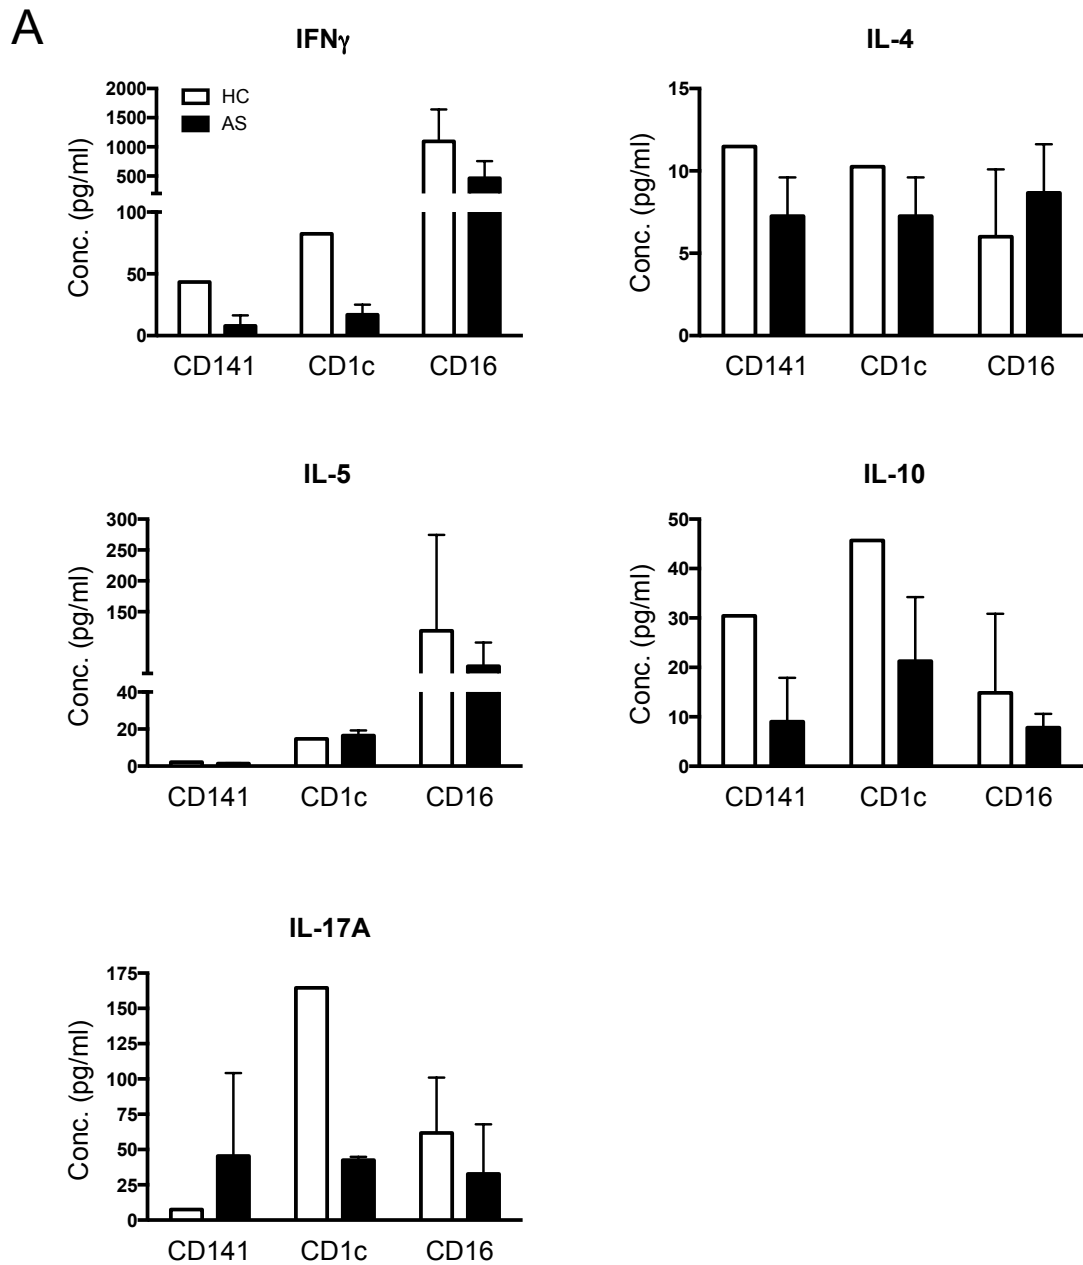 A
IFNγ
Conc. (pg/ml)
2000
1500
1000
500
100
50
0
HC
AS
CD141 CD1c CD16
IL-4
Conc. (pg/ml)
15
10
5
0
CD141 CD1c CD16
IL-5
Conc. (pg/ml)
300
250
200
150
40
20
0
CD141 CD1c CD16
IL-10
Conc. (pg/ml)
50
40
30
20
10
0
CD141 CD1c CD16
IL-17A
Conc. (pg/ml)
175
150
125
100
75
50
25
0
CD141 CD1c CD16